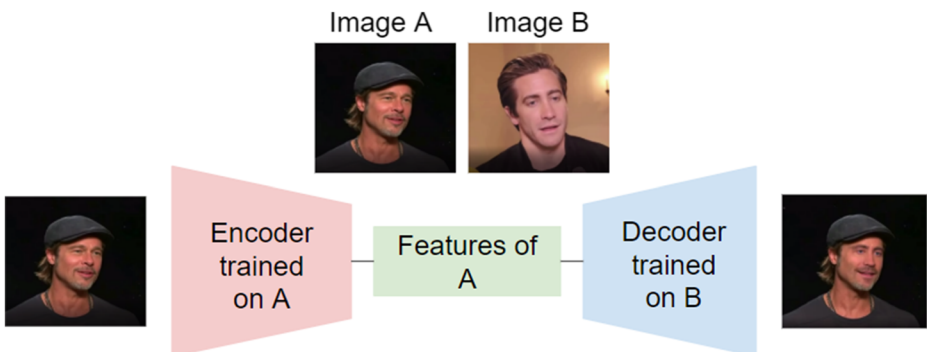 Image A
Image B
Encoder
trained
on A
Features of
A
Decoder
trained
on B